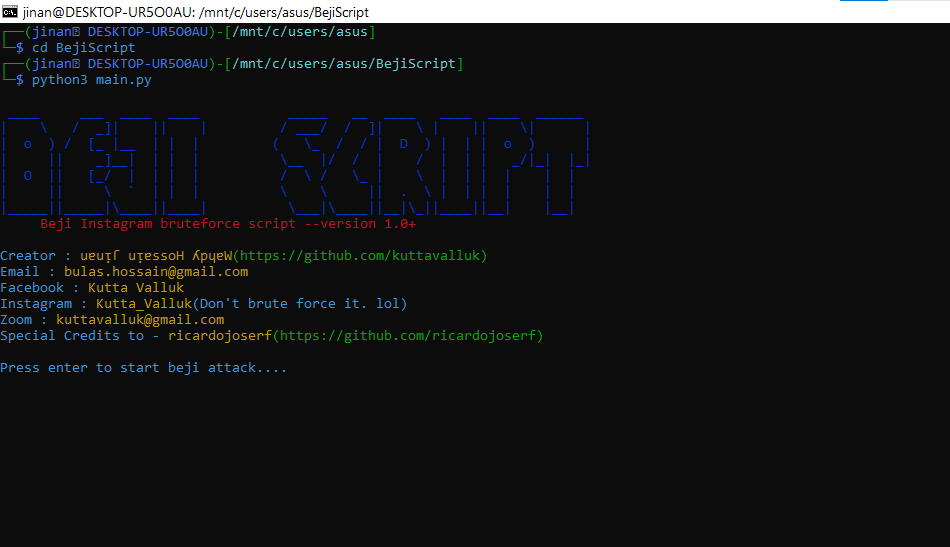 jinan@DESKTOP-UR5O0AU: /mnt/c/users/asus/BejiScript
┌──(jinan㉿ DESKTOP-UR5O0AU)-[/mnt/c/users/asus]
└─$ cd BejiScript
┌──(jinan㉿ DESKTOP-UR5O0AU)-[/mnt/c/users/asus/BejiScript]
└─$ python3 main.py
BEJI SCRIPT
Beji Instagram bruteforce script --version 1.0+
Creator : uɐuᴉſ uᴉɐssoH ʎpɥɐM(https://github.com/kuttavalluk)
Email : bulas.hossain@gmail.com
Facebook : Kutta Valluk
Instagram : Kutta_Valluk(Don't brute force it. lol)
Zoom : kuttavalluk@gmail.com
Special Credits to - ricardojoserf(https://github.com/ricardojoserf)
Press enter to start beji attack....